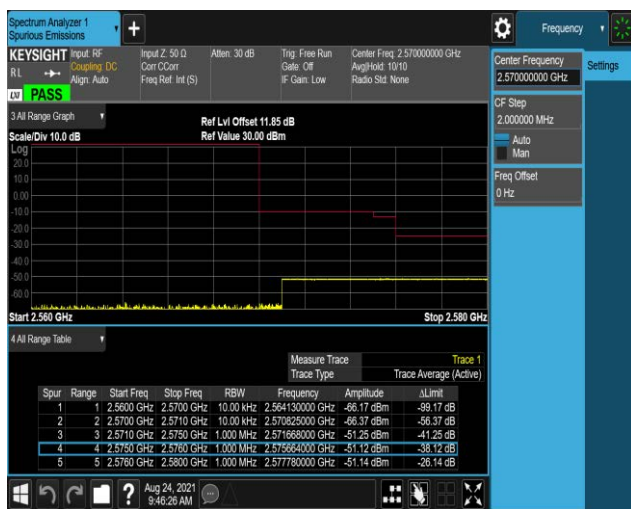 Spectrum Analyzer 1
Spurious Emissions
+
Frequency
KEYSIGHT Input: RF Input Z: 50 Ω Atten: 30 dB Trig: Free Run Center Freq: 2.570000000 GHz
RL Coupling: DC Corr CCorr Gate: Off Avg|Hold: 10/10
Align: Auto Freq Ref: Int (S) IF Gain: Low Radio Std: None
LXI PASS
Center Frequency
2.570000000 GHz
Settings
CF Step
2.000000 MHz
Auto
Man
Freq Offset
0 Hz
3 All Range Graph
Ref Lvl Offset 11.85 dB
Scale/Div 10.0 dB Ref Value 30.00 dBm
Log
20.0
10.0
0.00
-10.0
-20.0
-30.0
-40.0
-50.0
-60.0
Start 2.560 GHz Stop 2.580 GHz
4 All Range Table
Measure Trace Trace 1
Trace Type Trace Average (Active)
Spur Range Start Freq Stop Freq RBW Frequency Amplitude ΔLimit
1 1 2.5600 GHz 2.5700 GHz 10.00 kHz 2.564130000 GHz -66.17 dBm -99.17 dB
2 2 2.5700 GHz 2.5710 GHz 10.00 kHz 2.570825000 GHz -66.37 dBm -56.37 dB
3 3 2.5710 GHz 2.5750 GHz 1.000 MHz 2.571668000 GHz -51.25 dBm -41.25 dB
4 4 2.5750 GHz 2.5760 GHz 1.000 MHz 2.575664000 GHz -51.12 dBm -38.12 dB
5 5 2.5760 GHz 2.5800 GHz 1.000 MHz 2.577780000 GHz -51.14 dBm -26.14 dB
? Aug 24, 2021
9:46:26 AM